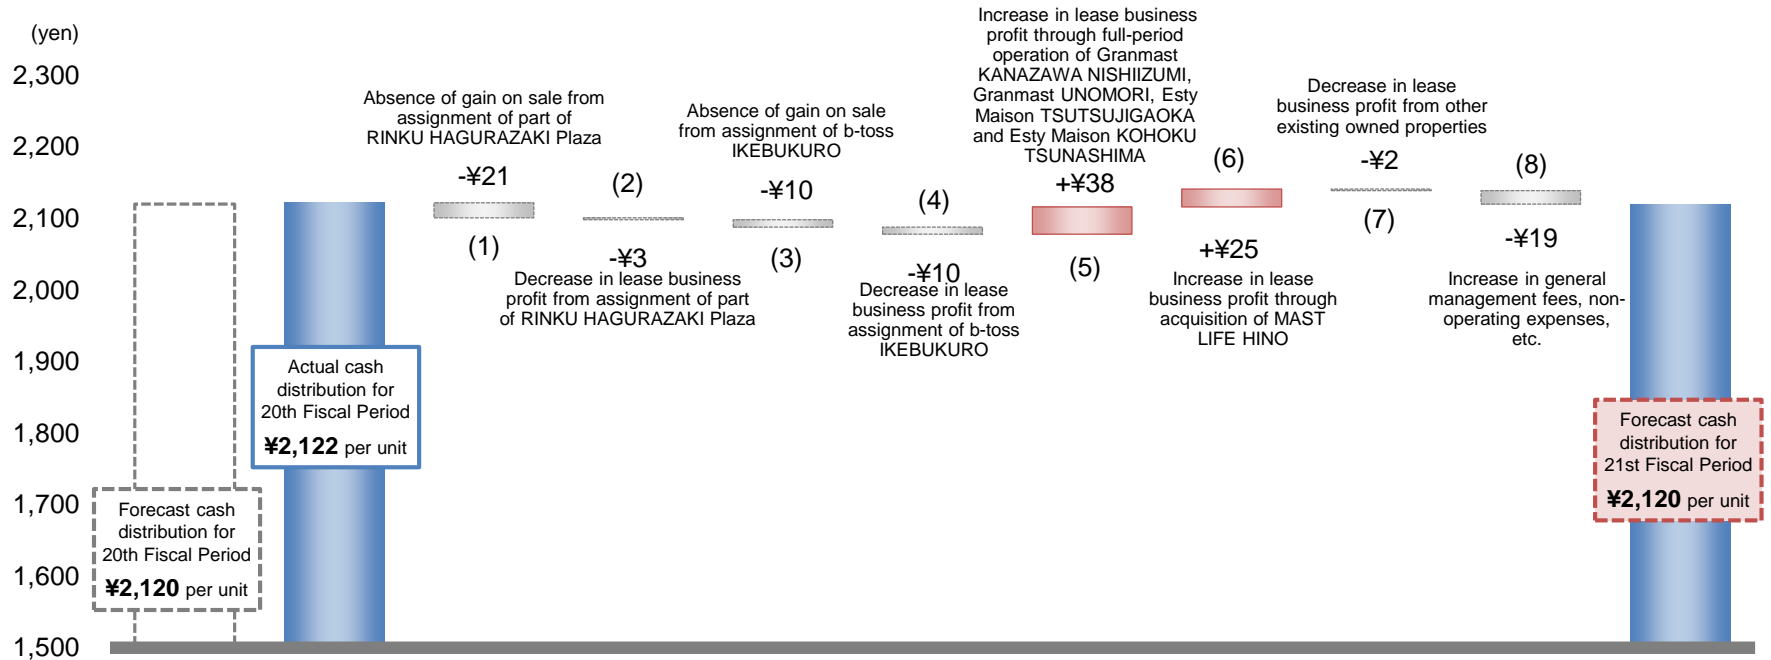 (yen)
2,300
2,200
2,100
2,000
1,900
1,800
1,700
1,600
1,500
Forecast cash
distribution for
20th Fiscal Period
¥2,120 per unit
Actual cash
distribution for
20th Fiscal Period
¥2,122 per unit
Absence of gain on sale from
assignment of part of
RINKU HAGURAZAKI Plaza
-¥21
(1)
(2)
-¥3
Decrease in lease business
profit from assignment of part
of RINKU HAGURAZAKI Plaza
Absence of gain on sale
from assignment of b-toss
IKEBUKURO
-¥10
(3)
(4)
-¥10
Decrease in lease
business profit from
assignment of b-toss
IKEBUKURO
Increase in lease business
profit through full-period
operation of Granmast
KANAZAWA NISHIIZUMI,
Granmast UNOMORI, Esty
Maison TSUTSUJIGAOKA
and Esty Maison KOHOKU
TSUNASHIMA
+¥38
(5)
(6)
+¥25
Increase in lease
business profit through
acquisition of MAST
LIFE HINO
Decrease in lease
business profit from other
existing owned properties
-¥2
(7)
(8)
-¥19
Increase in general
management fees, non-
operating expenses,
etc.
Forecast cash
distribution for
21st Fiscal Period
¥2,120 per unit